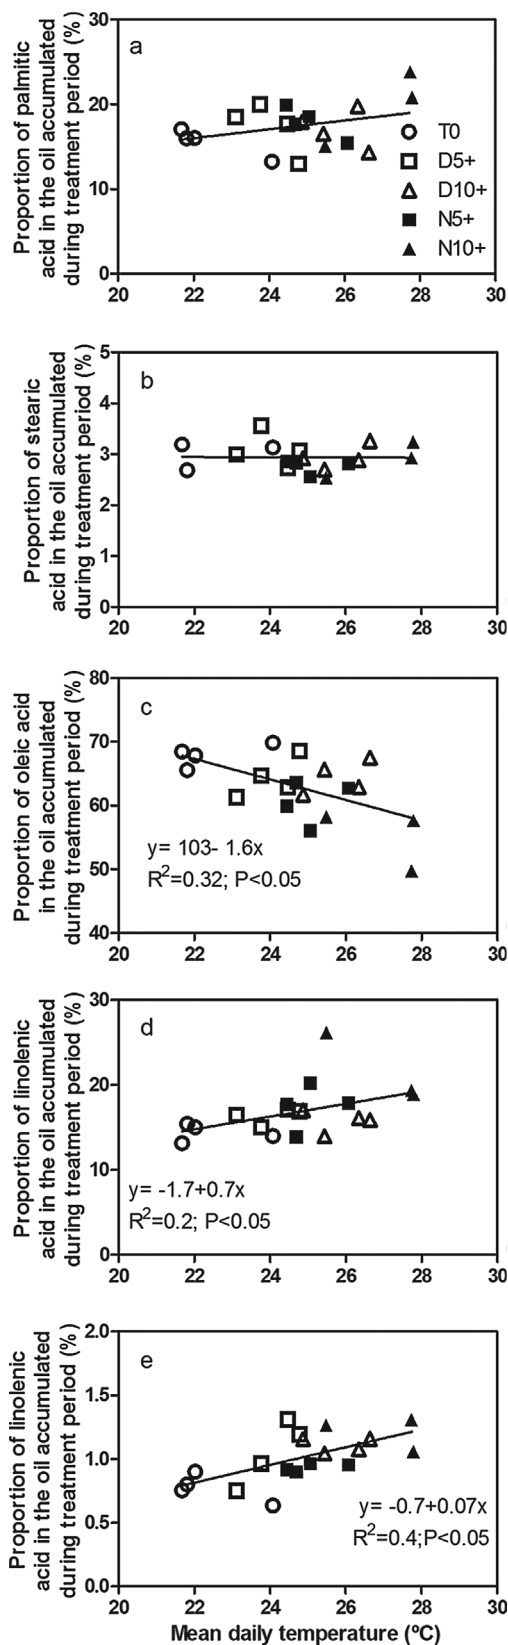 Proportion of palmitic
acid in the oil accumulated
during treatment period (%)
a
30
20
10
0
T0
D5+
D10+
N5+
N10+
20 22 24 26 28 30
Proportion of stearic
acid in the oil accumulated
during treatment period (%)
b
5
4
3
2
1
0
20 22 24 26 28 30
Proportion of oleic acid
in the oil accumulated
during treatment period (%)
c
80
70
60
50
40
y= 103- 1.6x
R²=0.32; P<0.05
20 22 24 26 28 30
Proportion of linolenic
acid in the oil accumulated
during treatment period (%)
d
30
20
10
0
y= -1.7+0.7x
R²=0.2; P<0.05
20 22 24 26 28 30
Proportion of linolenic
acid in the oil accumulated
during treatment period (%)
e
2.0
1.5
1.0
0.5
0.0
y= -0.7+0.07x
R²=0.4;P<0.05
20 22 24 26 28 30
Mean daily temperature (ºC)